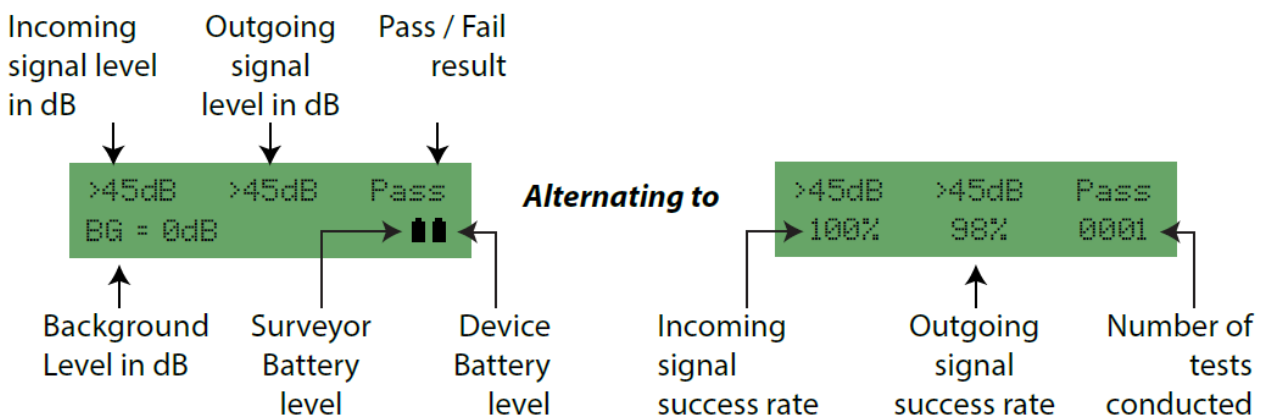 Incoming
signal level
in dB
Outgoing
signal
level in dB
Pass / Fail
result
>45dB >45dB Pass
BG = 0dB
Alternating to
>45dB >45dB Pass
100% 98% 0001
Background
Level in dB
Surveyor
Battery
level
Device
Battery
level
Incoming
signal
success rate
Outgoing
signal
success rate
Number of
tests
conducted